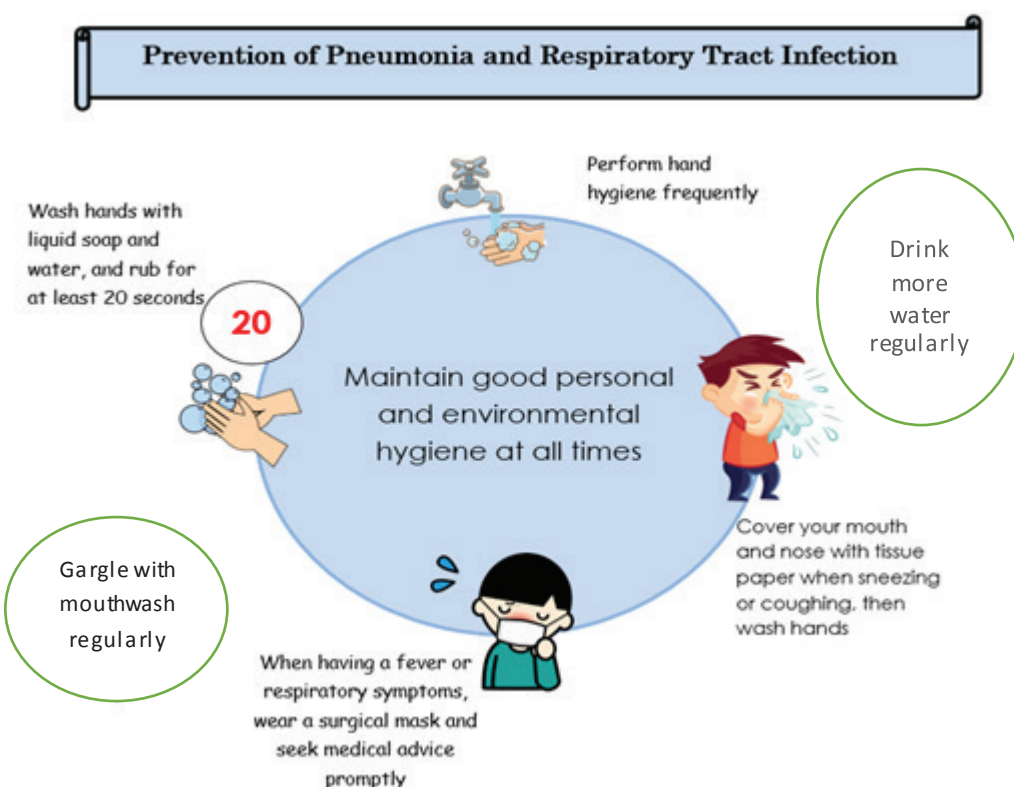 Prevention of Pneumonia and Respiratory Tract Infection
Perform hand
hygiene frequently
Wash hands with
liquid soap and
water, and rub for
at least 20 seconds
20
Drink
more
water
regularly
Maintain good personal
and environmental
hygiene at all times
Cover your mouth
and nose with tissue
paper when sneezing
or coughing, then
wash hands
Gargle with
mouthwash
regularly
When having a fever or
respiratory symptoms,
wear a surgical mask and
seek medical advice
promptly